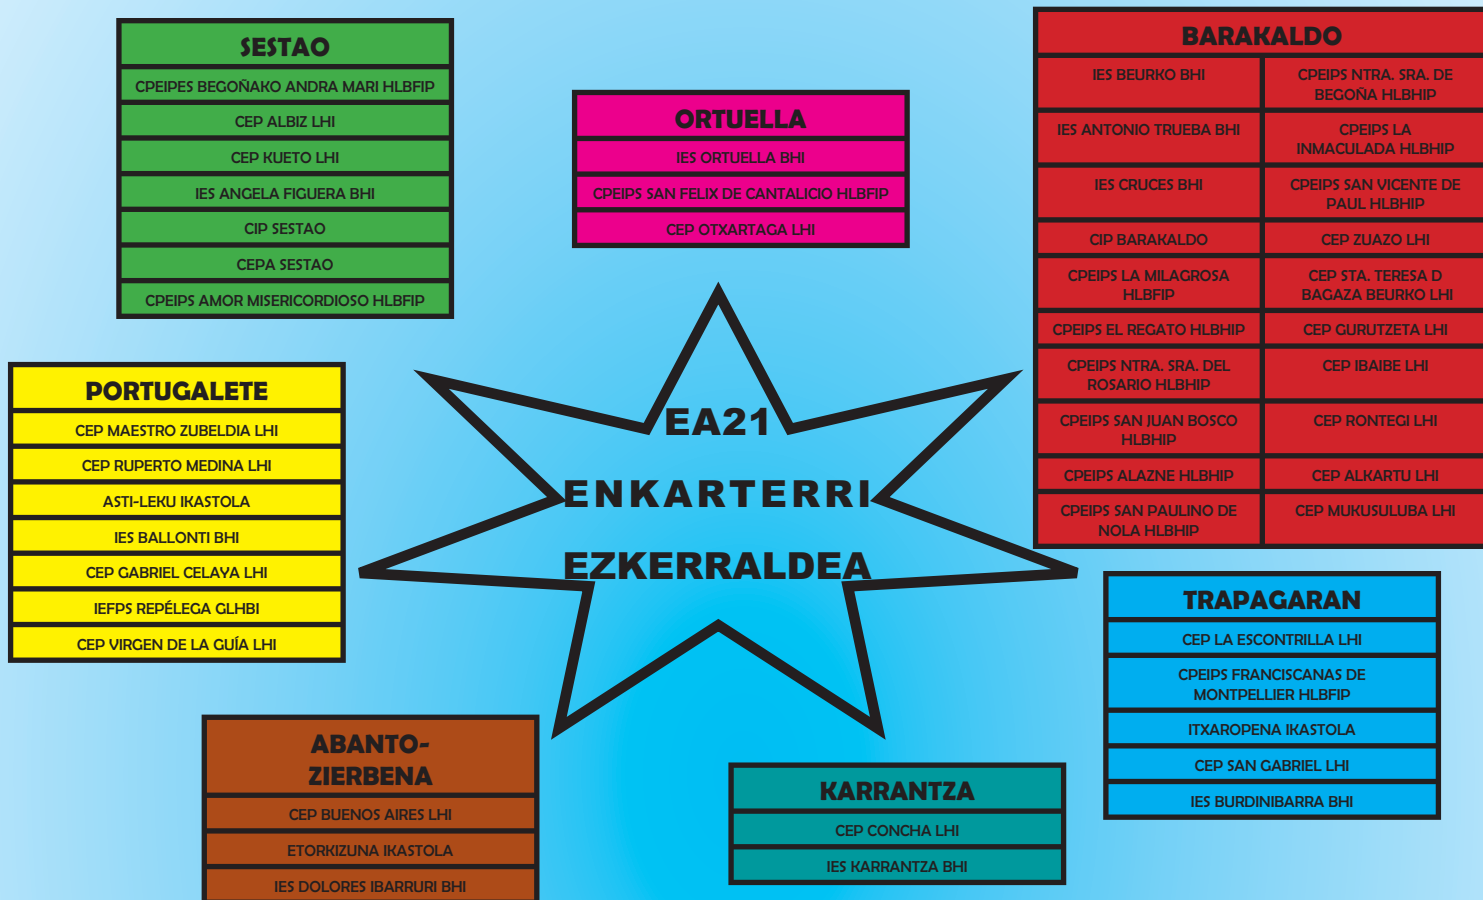 SESTAO
CPEIPES BEGOÑAKO ANDRA MARI HLBFIP
CEP ALBIZ LHI
CEP KUETO LHI
IES ANGELA FIGUERA BHI
CIP SESTAO
CEPA SESTAO
CPEIPS AMOR MISERICORDIOSO HLBFIP
ORTUELLA
IES ORTUELLA BHI
CPEIPS SAN FELIX DE CANTALICIO HLBFIP
CEP OTXARTAGA LHI
BARAKALDO
IES BEURKO BHI
CPEIPS NTRA. SRA. DE
BEGOÑA HLBHIP
IES ANTONIO TRUEBA BHI
CPEIPS LA
INMACULADA HLBHIP
IES CRUCES BHI
CPEIPS SAN VICENTE DE
PAUL HLBHIP
CIP BARAKALDO
CEP ZUAZO LHI
CPEIPS LA MILAGROSA
HLBFIP
CEP STA. TERESA D
BAGAZA BEURKO LHI
CPEIPS EL REGATO HLBHIP
CEP GURUTZETA LHI
CPEIPS NTRA. SRA. DEL
ROSARIO HLBHIP
CEP IBAIBE LHI
CPEIPS SAN JUAN BOSCO
HLBHIP
CEP RONTEGI LHI
CPEIPS ALAZNE HLBHIP
CEP ALKARTU LHI
CPEIPS SAN PAULINO DE
NOLA HLBHIP
CEP MUKUSULUBA LHI
PORTUGALETE
CEP MAESTRO ZUBELDIA LHI
CEP RUPERTO MEDINA LHI
ASTI-LEKU IKASTOLA
IES BALLONTI BHI
CEP GABRIEL CELAYA LHI
IEFPS REPÉLEGA GLHBI
CEP VIRGEN DE LA GUÍA LHI
EA21
ENKARTERRI
EZKERRALDEA
TRAPAGARAN
CEP LA ESCONTRILLA LHI
CPEIPS FRANCISCANAS DE
MONTPELLIER HLBFIP
ITXAROPENA IKASTOLA
CEP SAN GABRIEL LHI
IES BURDINIBARRA BHI
ABANTO-
ZIERBENA
CEP BUENOS AIRES LHI
ETORKIZUNA IKASTOLA
IES DOLORES IBARRURI BHI
KARRANTZA
CEP CONCHA LHI
IES KARRANTZA BHI